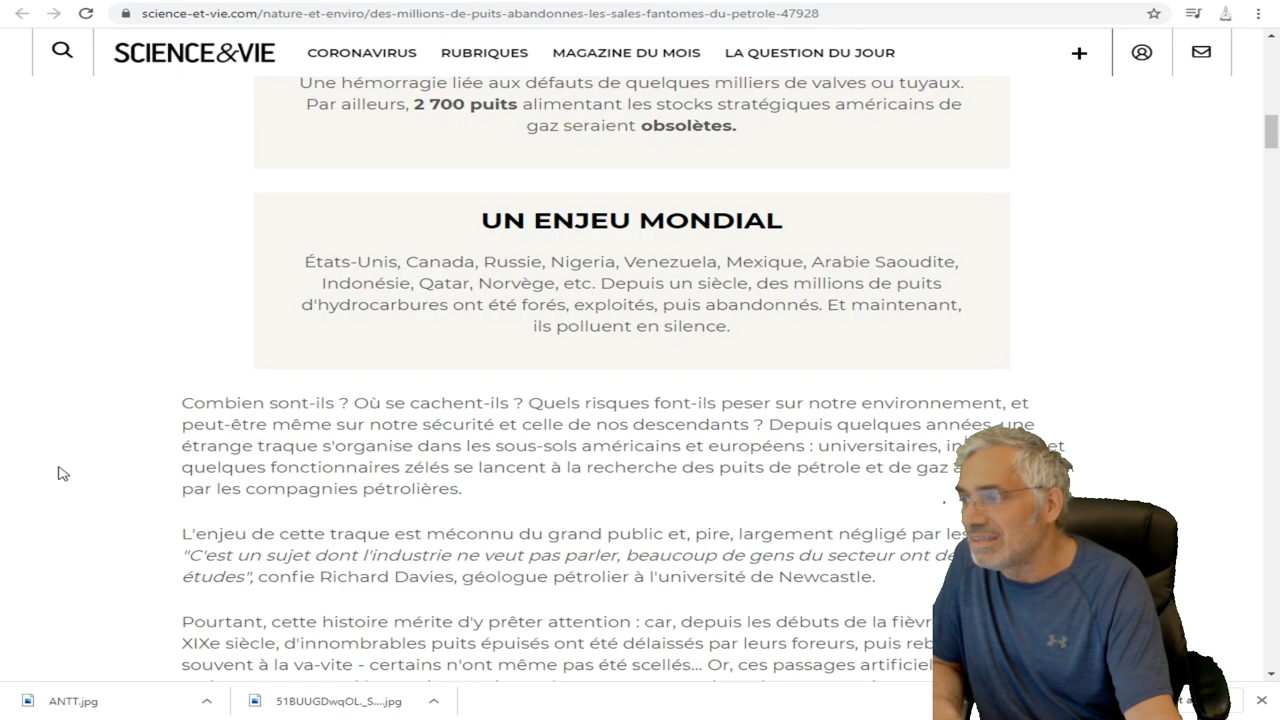 science-et-vie.com/nature-et-enviro/des-millions-de-puits-abandonnes-les-sales-fantomes-du-petrole-47928
SCIENCE&VIE CORONAVIRUS RUBRIQUES MAGAZINE DU MOIS LA QUESTION DU JOUR
Une hémorragie liée aux défauts de quelques milliers de valves ou tuyaux.
Par ailleurs, 2 700 puits alimentant les stocks stratégiques américains de
gaz seraient obsolètes.
UN ENJEU MONDIAL
États-Unis, Canada, Russie, Nigeria, Venezuela, Mexique, Arabie Saoudite,
Indonésie, Qatar, Norvège, etc. Depuis un siècle, des millions de puits
d'hydrocarbures ont été forés, exploités, puis abandonnés. Et maintenant,
ils polluent en silence.
Combien sont-ils ? Où se cachent-ils ? Quels risques font-ils peser sur notre environnement, et
peut-être même sur notre sécurité et celle de nos descendants ? Depuis quelques années, une
étrange traque s'organise dans les sous-sols américains et européens : universitaires, et
quelques fonctionnaires zélés se lancent à la recherche des puits de pétrole et de gaz
par les compagnies pétrolières.
L'enjeu de cette traque est méconnu du grand public et, pire, largement négligé par les
"C'est un sujet dont l'industrie ne veut pas parler, beaucoup de gens du secteur ont
études", confie Richard Davies, géologue pétrolier à l'université de Newcastle.
Pourtant, cette histoire mérite d'y prêter attention : car, depuis les débuts de la
XIXe siècle, d'innombrables puits épuisés ont été délaissés par leurs foreurs, puis
souvent à la va-vite - certains n'ont même pas été scellés... Or, ces passages
ANTT.jpg 51BUUGDwqOL._S....jpg